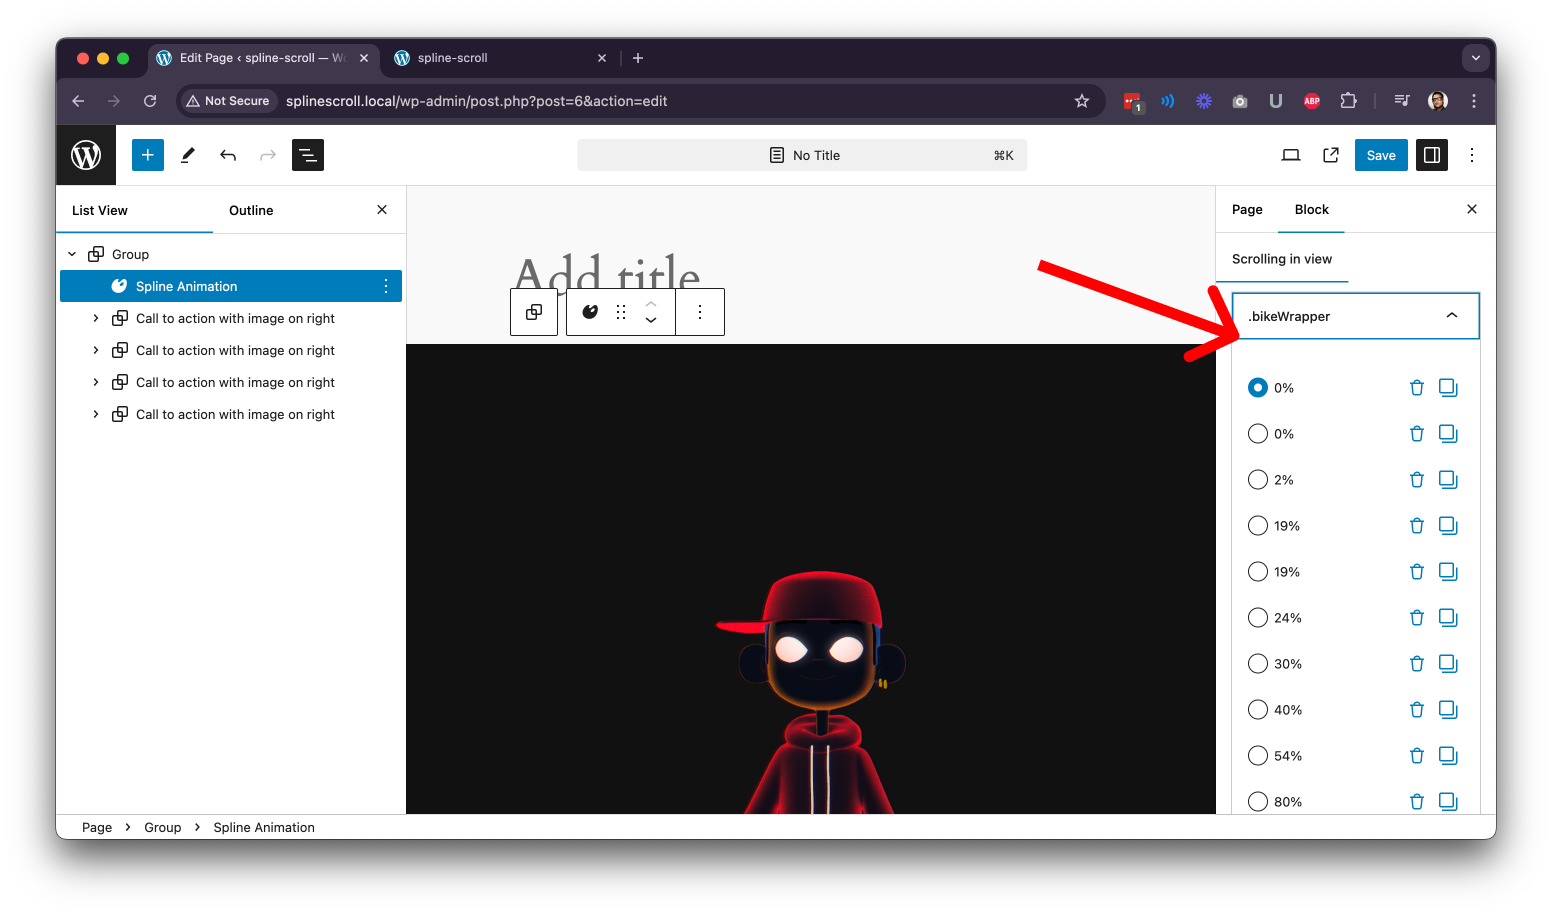 Edit Page ‹ spline-scroll — Wo
spline-scroll
Not Secure
splinescroll.local/wp-admin/post.php?post=6&action=edit
1
U
ABP
No Title
⌘K
Save
List View
Outline
Page
Block
Group
Spline Animation
Call to action with image on right
Call to action with image on right
Call to action with image on right
Call to action with image on right
Add title
Scrolling in view
.bikeWrapper
0%
0%
2%
19%
19%
24%
30%
40%
54%
80%
Page › Group › Spline Animation